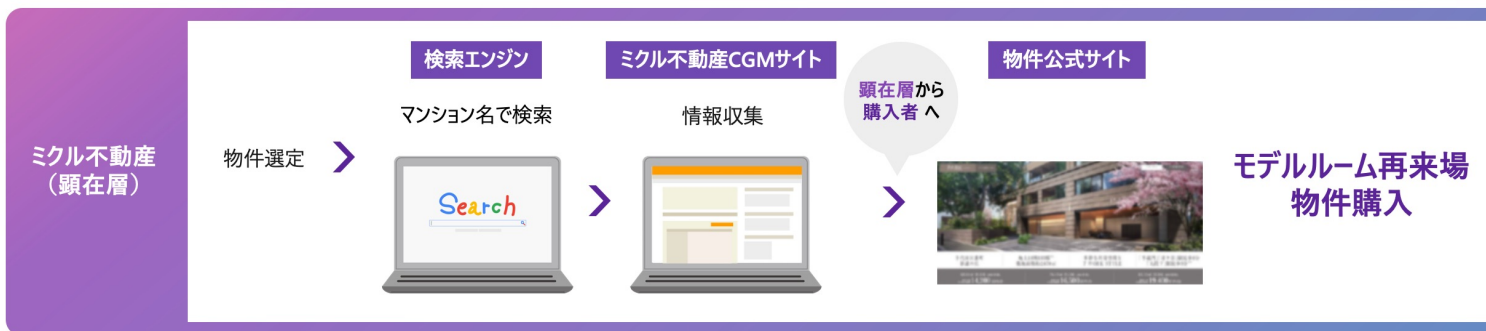 ミクル不動産
（顕在層）
物件選定
検索エンジン
マンション名で検索
Search
ミクル不動産CGMサイト
情報収集
顕在層から
購入者 へ
物件公式サイト
モデルルーム再来場
物件購入